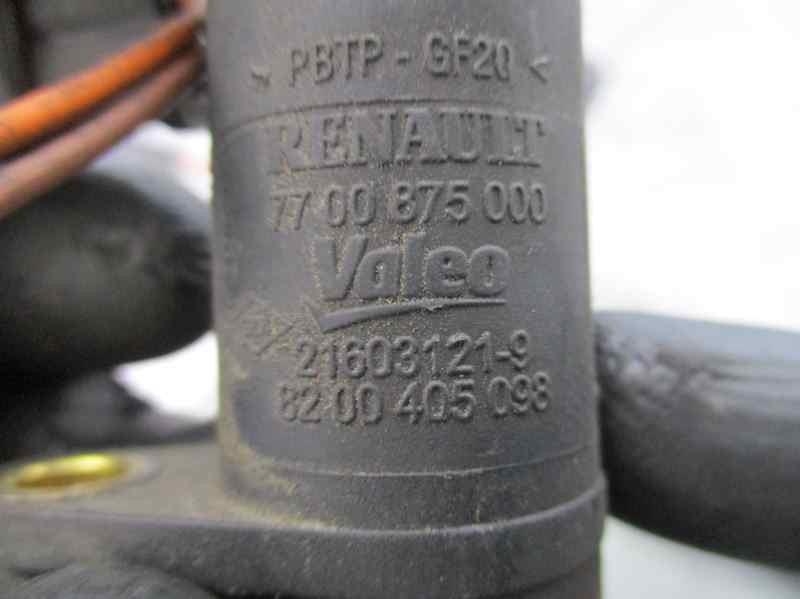 > PBTP - GF20 <
RENAULT
77 00 875 000
Valeo
21603121-9
82 00 405 098